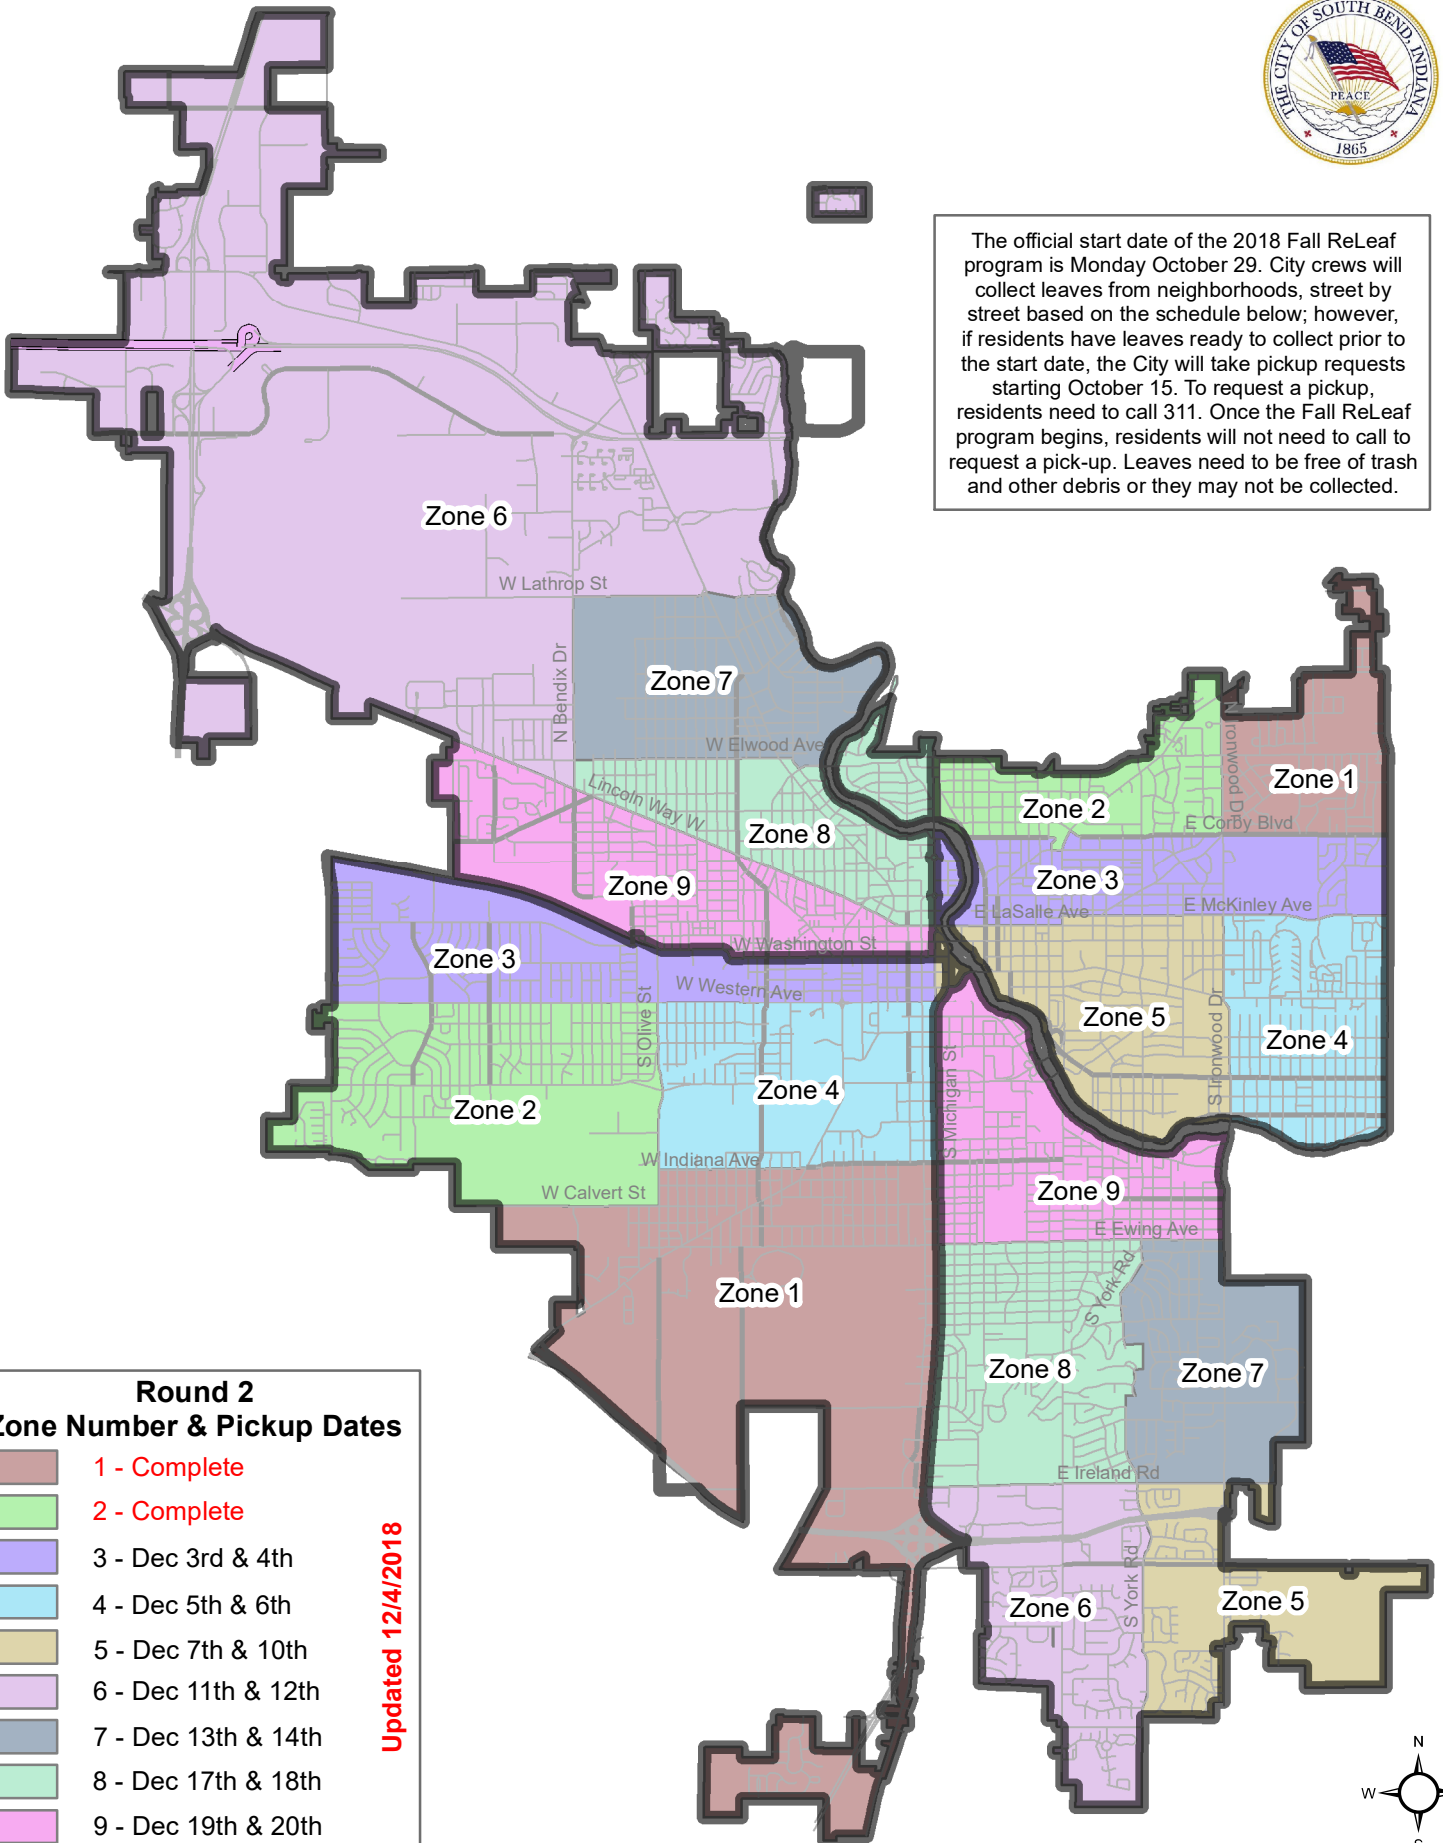 THE CITY OF SOUTH BEND, INDIANA
PEACE
1865
The official start date of the 2018 Fall ReLeaf
program is Monday October 29. City crews will
collect leaves from neighborhoods, street by
street based on the schedule below; however,
if residents have leaves ready to collect prior to
the start date, the City will take pickup requests
starting October 15. To request a pickup,
residents need to call 311. Once the Fall ReLeaf
program begins, residents will not need to call to
request a pick-up. Leaves need to be free of trash
and other debris or they may not be collected.
Zone 6
W Lathrop St
N Bendix Dr
Zone 7
W Elwood Ave
N Ironwood Dr
Zone 1
Lincoln Way W
Zone 2
E Corby Blvd
Zone 8
Zone 9
Zone 3
E LaSalle Ave
E McKinley Ave
W Washington St
Zone 3
W Western Ave
S Olive St
Zone 5
S Ironwood Dr
Zone 4
Zone 4
Zone 2
S Michigan St
W Indiana Ave
W Calvert St
Zone 9
E Ewing Ave
Zone 1
S York Rd
Zone 8
Zone 7
E Ireland Rd
Zone 6
S York Rd
Zone 5
Round 2
Zone Number & Pickup Dates
1 - Complete
2 - Complete
3 - Dec 3rd & 4th
4 - Dec 5th & 6th
5 - Dec 7th & 10th
6 - Dec 11th & 12th
7 - Dec 13th & 14th
8 - Dec 17th & 18th
9 - Dec 19th & 20th
Updated 12/4/2018
N
W